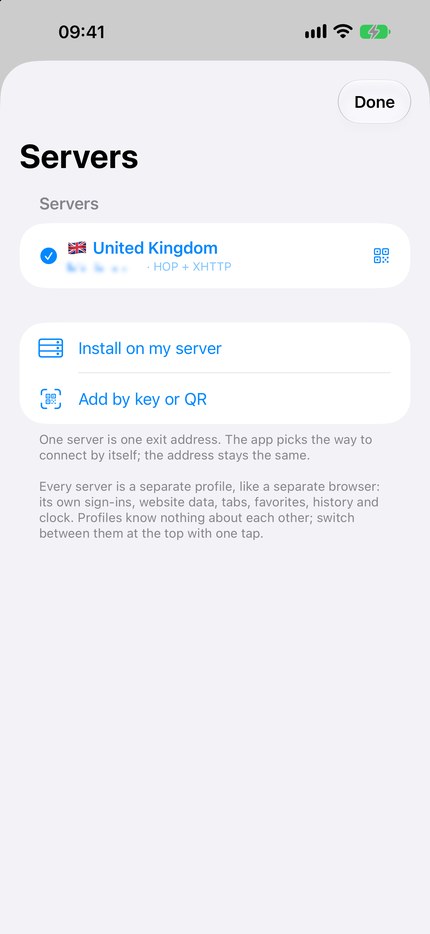 09:41
Done
Servers
Servers
United Kingdom
· HOP + XHTTP
Install on my server
Add by key or QR
One server is one exit address. The app picks the way to
connect by itself; the address stays the same.
Every server is a separate profile, like a separate browser:
its own sign-ins, website data, tabs, favorites, history and
clock. Profiles know nothing about each other; switch
between them at the top with one tap.